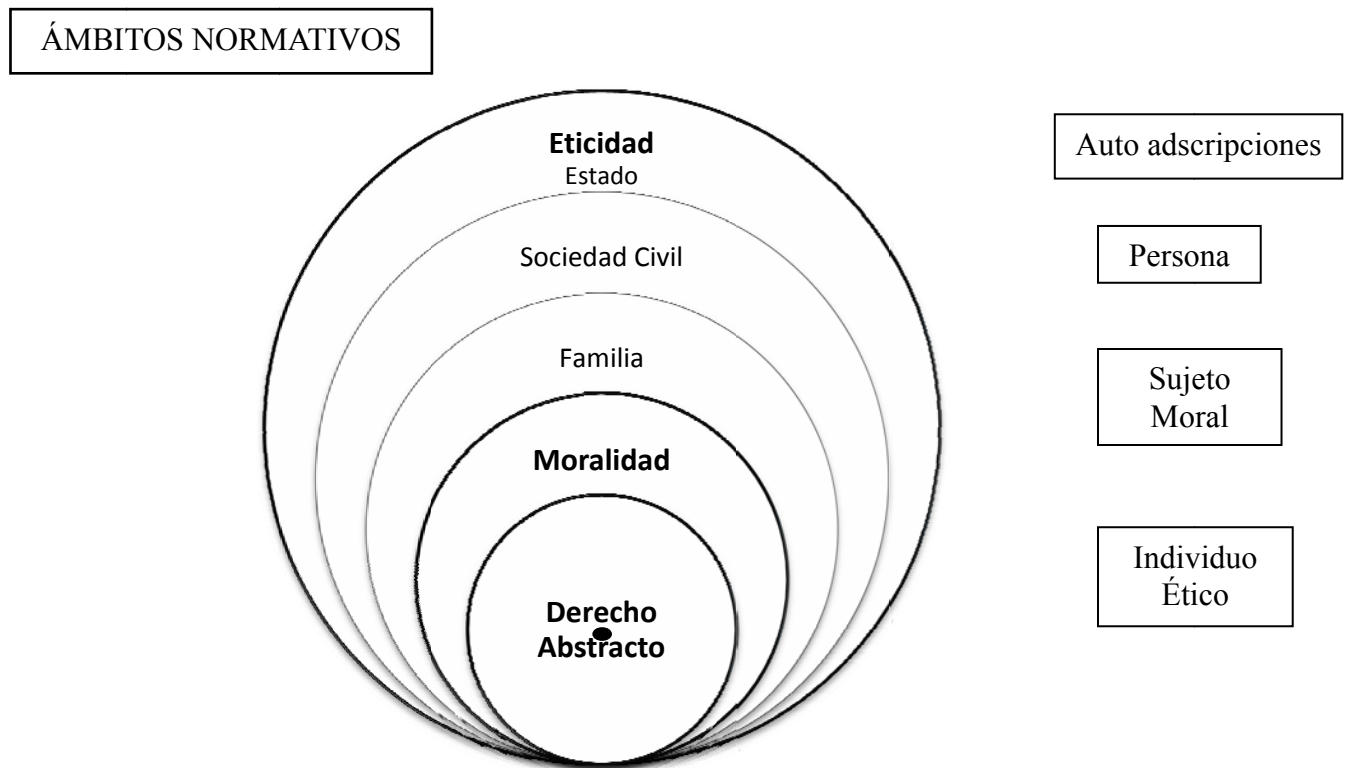 ÁMBITOS NORMATIVOS
Eticidad
Estado
Sociedad Civil
Familia
Moralidad
Derecho
Abstracto
Auto adscripciones
Persona
Sujeto
Moral
Individuo
Ético